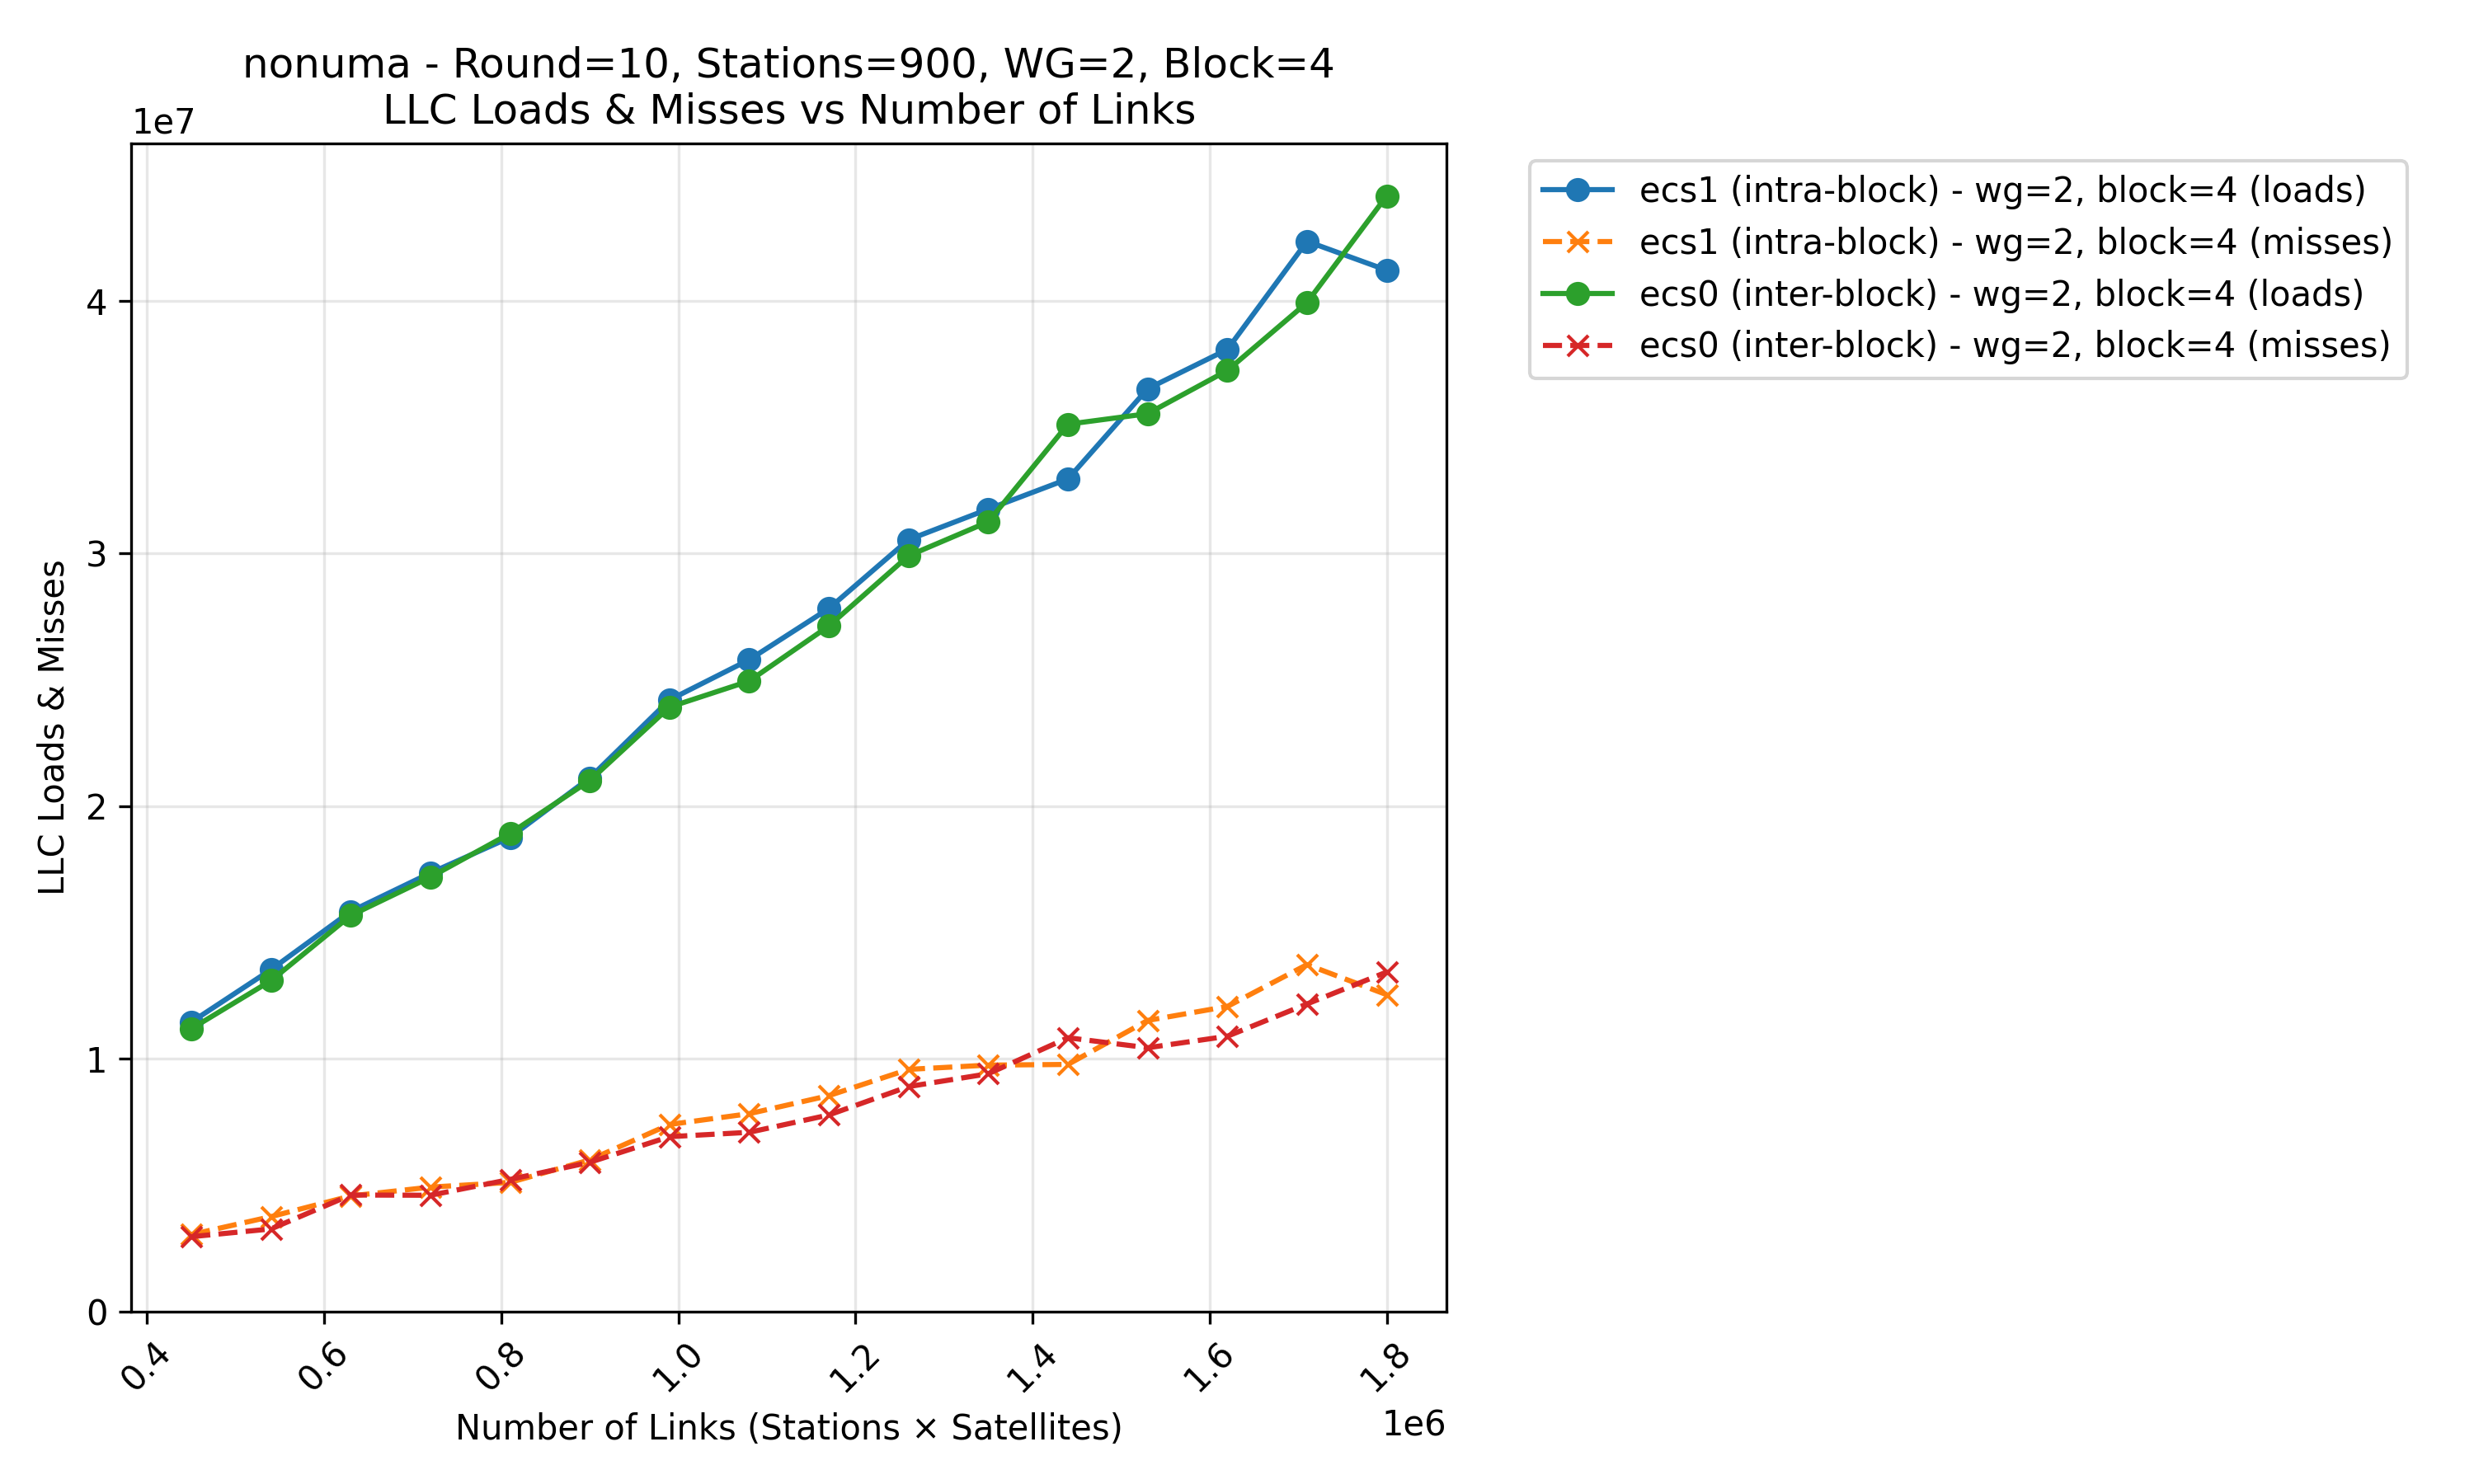 nonuma - Round=10, Stations=900, WG=2, Block=4
LLC Loads & Misses vs Number of Links
1e7
4
3
2
1
0
LLC Loads & Misses
0.4
0.6
0.8
1.0
1.2
1.4
1.6
1.8
1e6
Number of Links (Stations × Satellites)
ecs1 (intra-block) - wg=2, block=4 (loads)
ecs1 (intra-block) - wg=2, block=4 (misses)
ecs0 (inter-block) - wg=2, block=4 (loads)
ecs0 (inter-block) - wg=2, block=4 (misses)